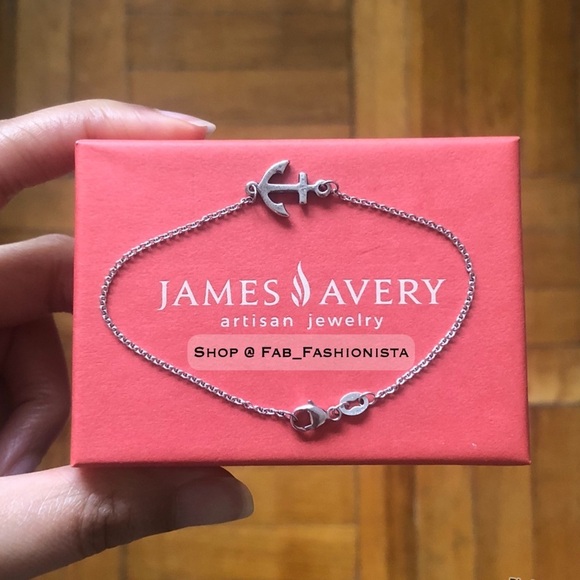 JAMES AVERY
artisan jewelry
SHOP @ FAB_FASHIONISTA